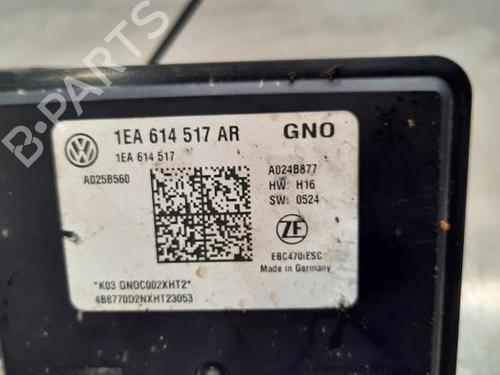 1EA 614 517 AR GNO
1EA 614 517
A025B560
A024B877
HW: H16
SW: 0524
ZF
EBC470iESC
Made in Germany
*K03 GNOC002XHT2*
4B8770D2NXHT23053
B-PARTS